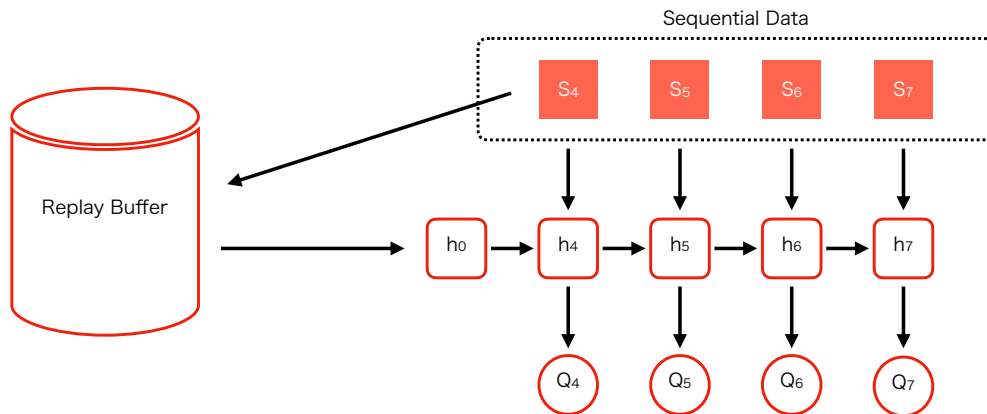 Sequential Data
S4 S5 S6 S7
Replay Buffer
h0 h4 h5 h6 h7
Q4 Q5 Q6 Q7